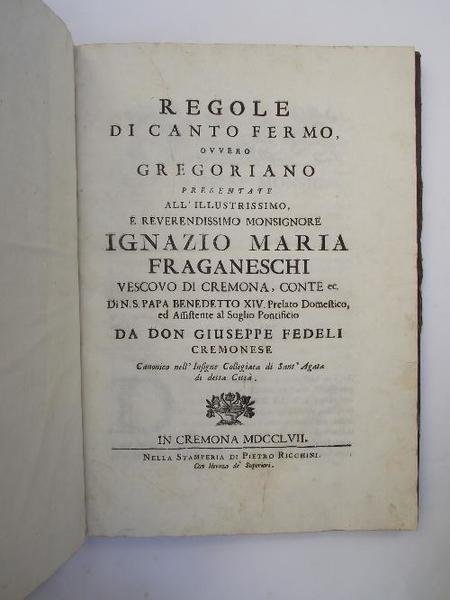 REGOLE
DI CANTO FERMO,
OVVERO
GREGORIANO
PRESENTATE
ALL'ILLUSTRISSIMO,
E REVERENDISSIMO MONSIGNORE
IGNAZIO MARIA
FRAGANESCHI
VESCOVO DI CREMONA, CONTE ec.
Di N. S. PAPA BENEDETTO XIV. Prelato Domestico,
ed Assistente al Soglio Pontificio
DA DON GIUSEPPE FEDELI
CREMONESE
Canonico nell' Insigne Collegiata di Sant' Agata
di detta Città.
IN CREMONA MDCCLVII.
NELLA STAMPERIA DI PIETRO RICCHINI.
Con licenza de' Superiori.